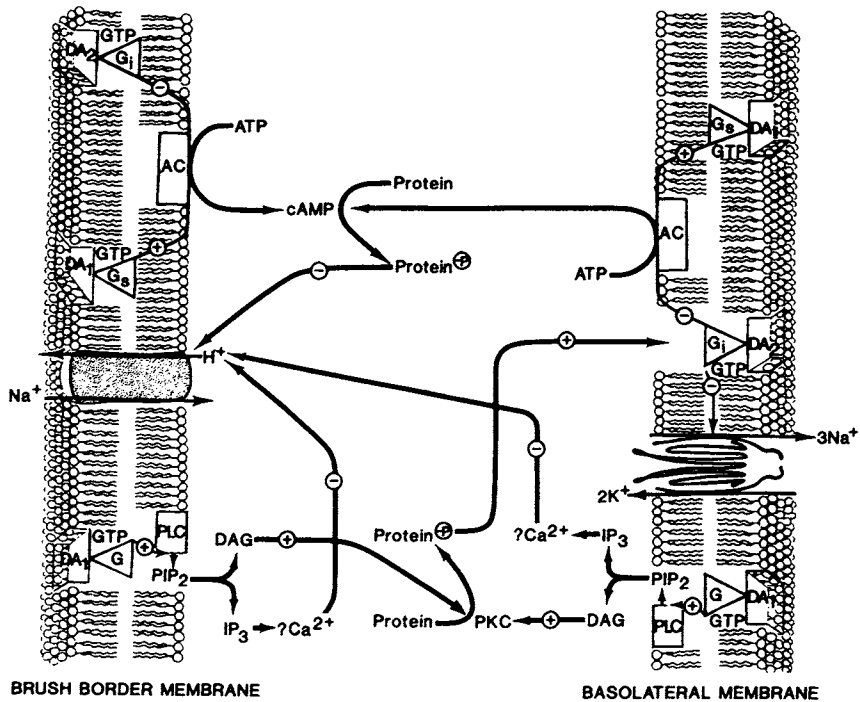 GTP
DA2
Gi
−
AC
ATP
cAMP
Protein
Protein P
−
+
GTP
DA1
Gs
H+
Na+
−
GTP
DA1
G
+
PLC
PIP2
DAG
+
IP3
?Ca2+
Protein P
Protein
PKC
+
DAG
?Ca2+
IP3
−
+
Gs
DA1
GTP
+
AC
ATP
−
Gi
DA2
GTP
−
3Na+
2K+
PIP2
PLC
+
G
DA1
GTP
BRUSH BORDER MEMBRANE
BASOLATERAL MEMBRANE